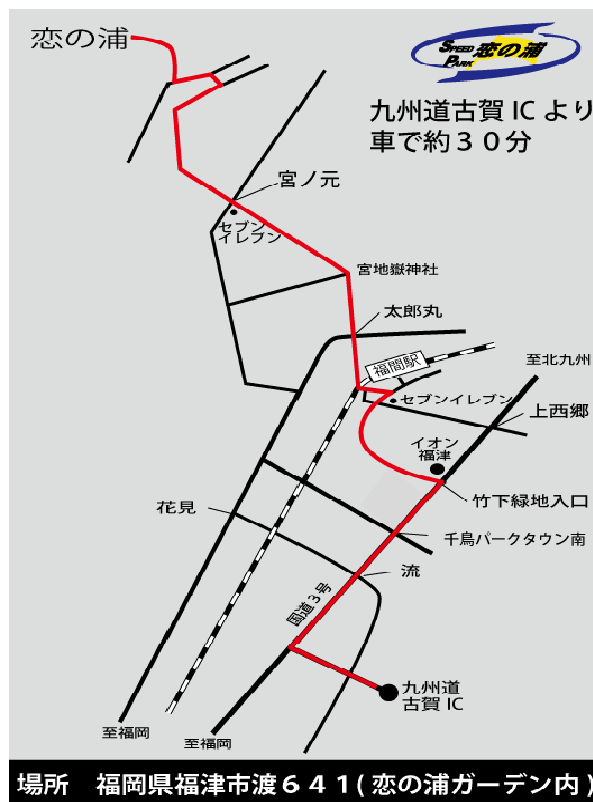 恋の浦
SPEED PARK 恋の浦
九州道古賀ICより
車で約３０分
宮ノ元
セブン
イレブン
宮地嶽神社
太郎丸
福間駅
至北九州
セブンイレブン
上西郷
イオン
福津
竹下緑地入口
花見
千鳥パークタウン南
流
国道３号
九州道
古賀IC
至福岡
至福岡
場所　福岡県福津市渡６４１(恋の浦ガーデン内)